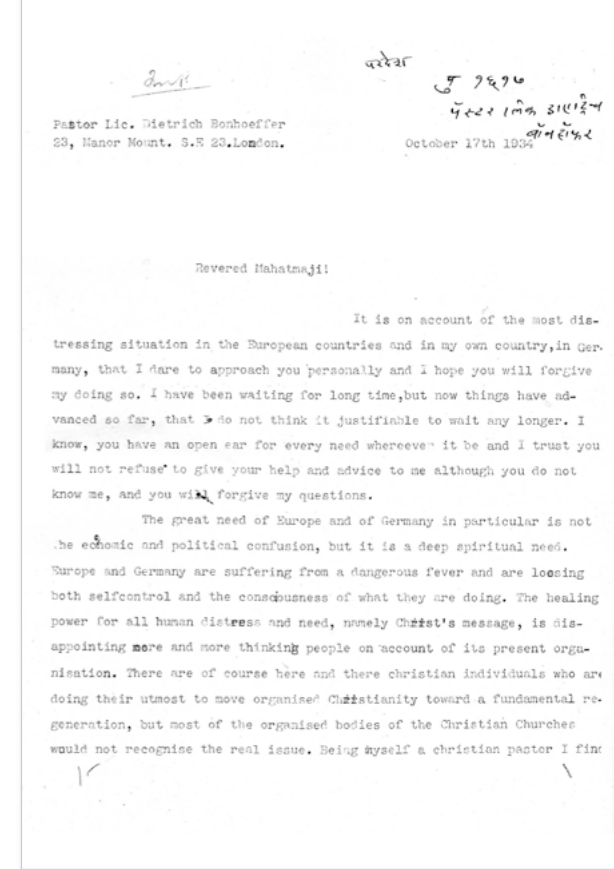 परदेश
पु १६१७
पॅस्टर लिक डाएट्रीच
बॉनहॉफर
Pastor Lic. Dietrich Bonhoeffer
23, Manor Mount. S.E 23.London.
October 17th 1934
Revered Mahatmaji!
It is on account of the most dis-
tressing situation in the European countries and in my own country,in Ger-
many, that I dare to approach you personally and I hope you will forgive
my doing so. I have been waiting for long time,but now things have ad-
vanced so far, that I do not think it justifiable to wait any longer. I
know, you have an open ear for every need whereever it be and I trust you
will not refuse to give your help and advice to me although you do not
know me, and you will forgive my questions.
The great need of Europe and of Germany in particular is not
the economic and political confusion, but it is a deep spiritual need.
Europe and Germany are suffering from a dangerous fever and are loosing
both selfcontrol and the consciousness of what they are doing. The healing
power for all human distress and need, namely Christ's message, is dis-
appointing more and more thinking people on account of its present orga-
nisation. There are of course here and there christian individuals who are
doing their utmost to move organised Christianity toward a fundamental re-
generation, but most of the organised bodies of the Christian Churches
would not recognise the real issue. Being myself a christian pastor I find